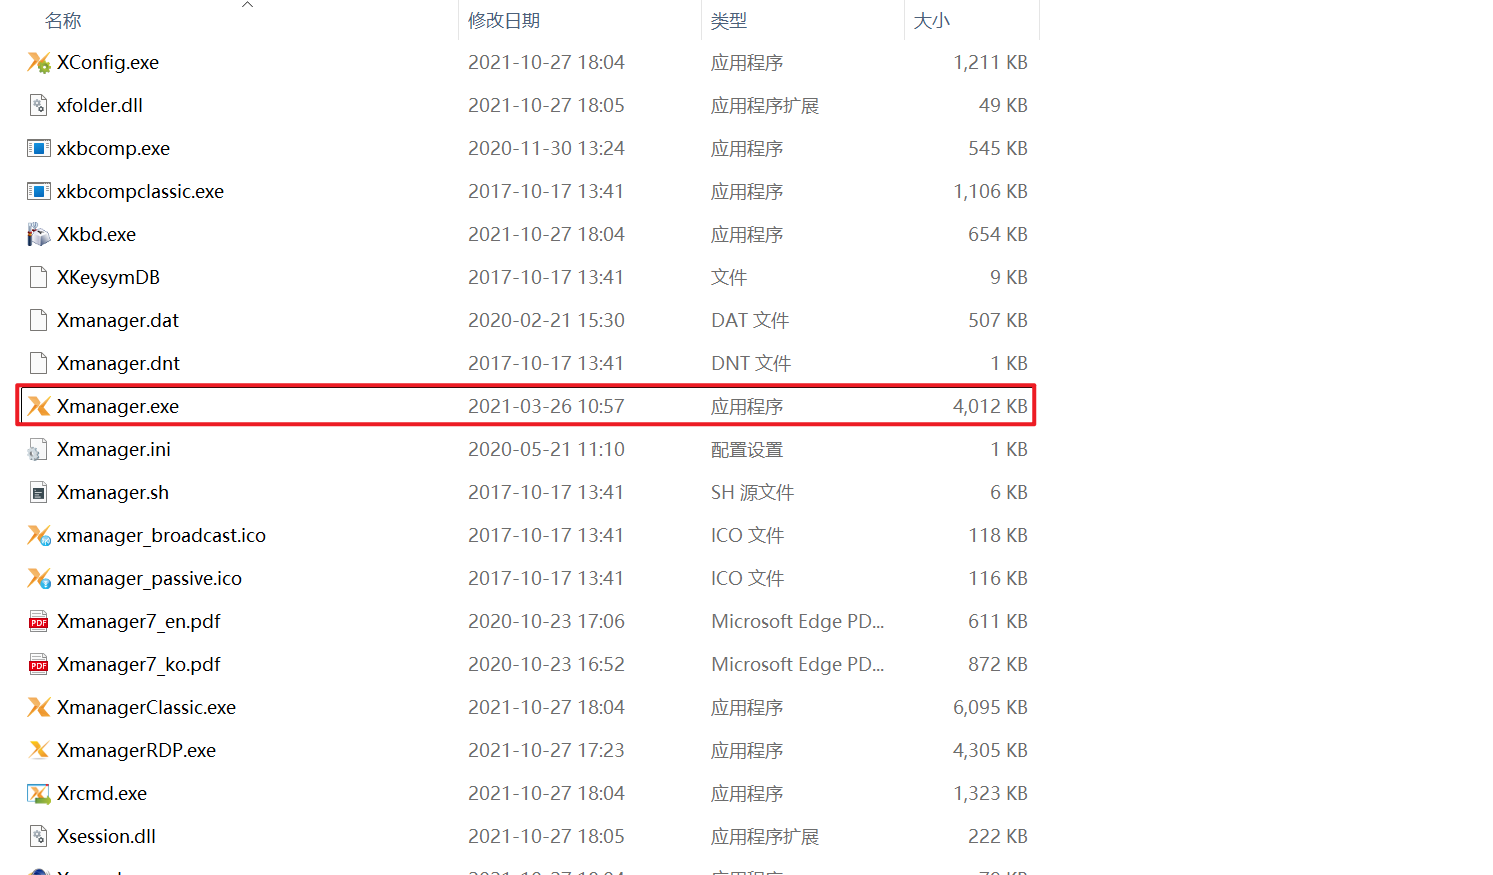 名称 修改日期 类型 大小
XConfig.exe 2021-10-27 18:04 应用程序 1,211 KB
xfolder.dll 2021-10-27 18:05 应用程序扩展 49 KB
xkbcomp.exe 2020-11-30 13:24 应用程序 545 KB
xkbcompclassic.exe 2017-10-17 13:41 应用程序 1,106 KB
Xkbd.exe 2021-10-27 18:04 应用程序 654 KB
XKeysymDB 2017-10-17 13:41 文件 9 KB
Xmanager.dat 2020-02-21 15:30 DAT 文件 507 KB
Xmanager.dnt 2017-10-17 13:41 DNT 文件 1 KB
Xmanager.exe 2021-03-26 10:57 应用程序 4,012 KB
Xmanager.ini 2020-05-21 11:10 配置设置 1 KB
Xmanager.sh 2017-10-17 13:41 SH 源文件 6 KB
xmanager_broadcast.ico 2017-10-17 13:41 ICO 文件 118 KB
xmanager_passive.ico 2017-10-17 13:41 ICO 文件 116 KB
Xmanager7_en.pdf 2020-10-23 17:06 Microsoft Edge PD... 611 KB
Xmanager7_ko.pdf 2020-10-23 16:52 Microsoft Edge PD... 872 KB
XmanagerClassic.exe 2021-10-27 18:04 应用程序 6,095 KB
XmanagerRDP.exe 2021-10-27 17:23 应用程序 4,305 KB
Xrcmd.exe 2021-10-27 18:04 应用程序 1,323 KB
Xsession.dll 2021-10-27 18:05 应用程序扩展 222 KB